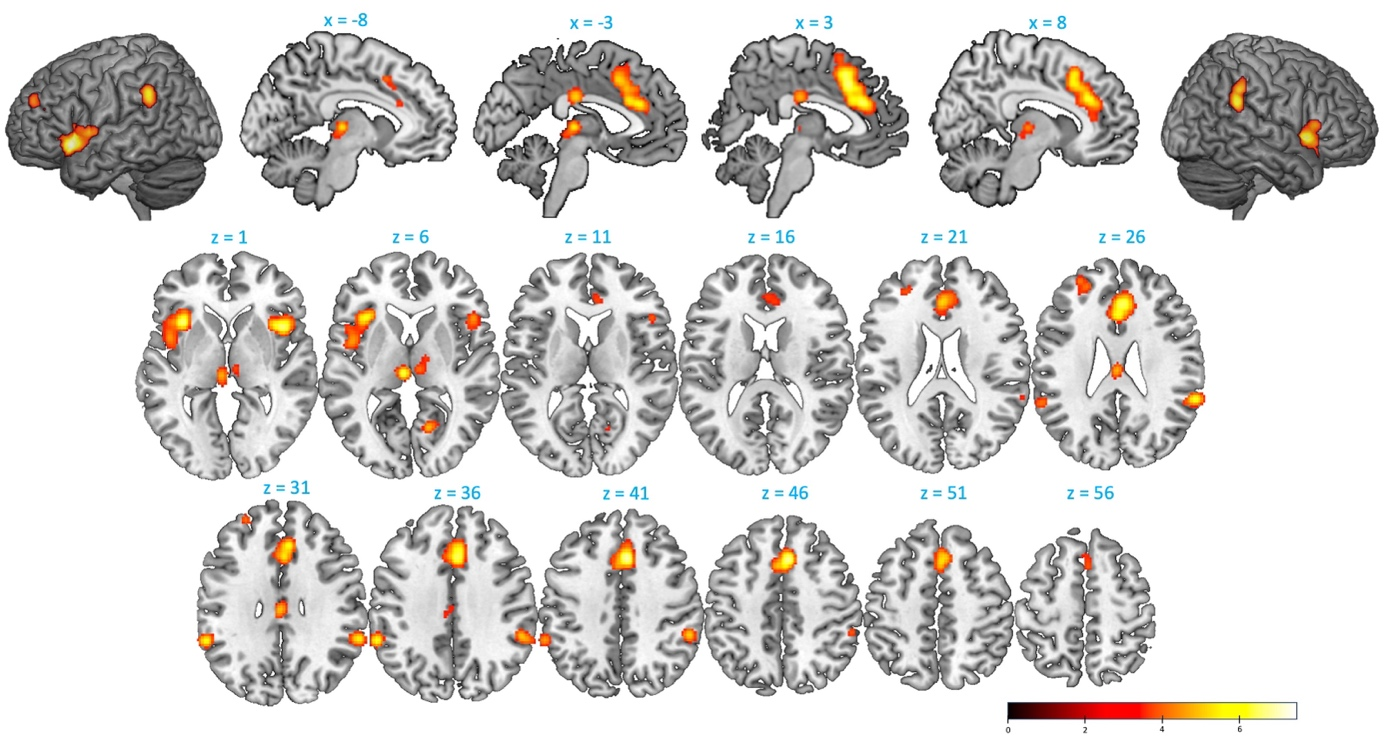 x = -8
x = -3
x = 3
x = 8
z = 1
z = 6
z = 11
z = 16
z = 21
z = 26
z = 31
z = 36
z = 41
z = 46
z = 51
z = 56
0 2 4 6